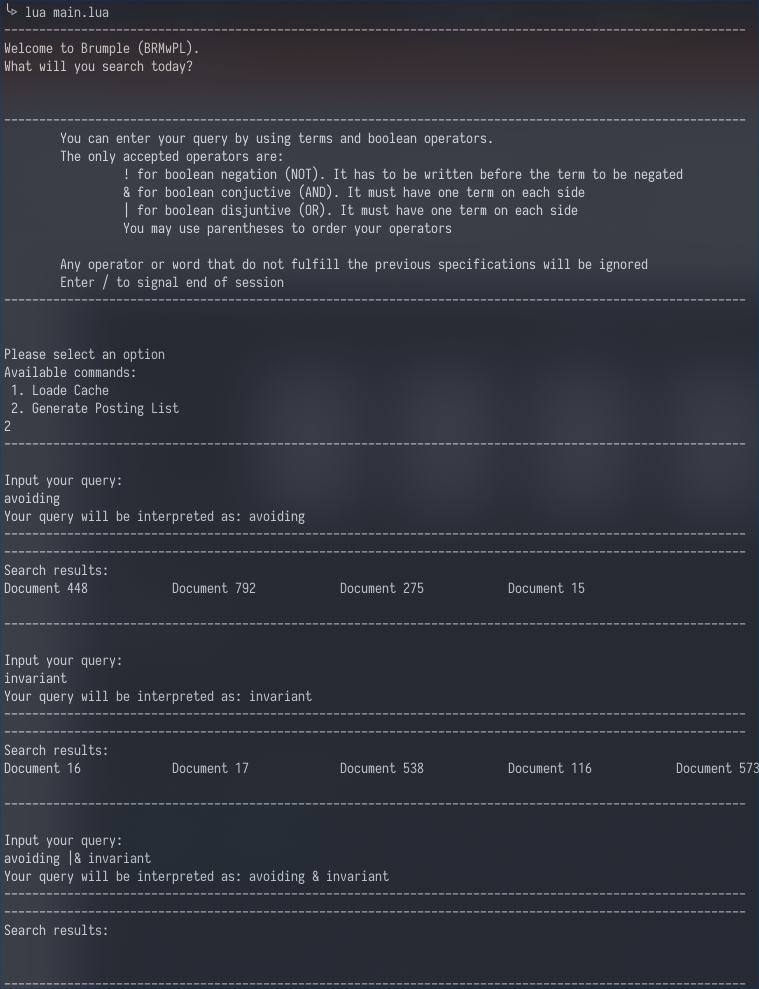 ╰> lua main.lua
Welcome to Brumple (BRMwPL).
What will you search today?
You can enter your query by using terms and boolean operators.
The only accepted operators are:
! for boolean negation (NOT). It has to be written before the term to be negated
& for boolean conjuctive (AND). It must have one term on each side
| for boolean disjuntive (OR). It must have one term on each side
You may use parentheses to order your operators
Any operator or word that do not fulfill the previous specifications will be ignored
Enter / to signal end of session
Please select an option
Available commands:
1. Loade Cache
2. Generate Posting List
2
Input your query:
avoiding
Your query will be interpreted as: avoiding
Search results:
Document 448 Document 792 Document 275 Document 15
Input your query:
invariant
Your query will be interpreted as: invariant
Search results:
Document 16 Document 17 Document 538 Document 116 Document 573
Input your query:
avoiding |& invariant
Your query will be interpreted as: avoiding & invariant
Search results: